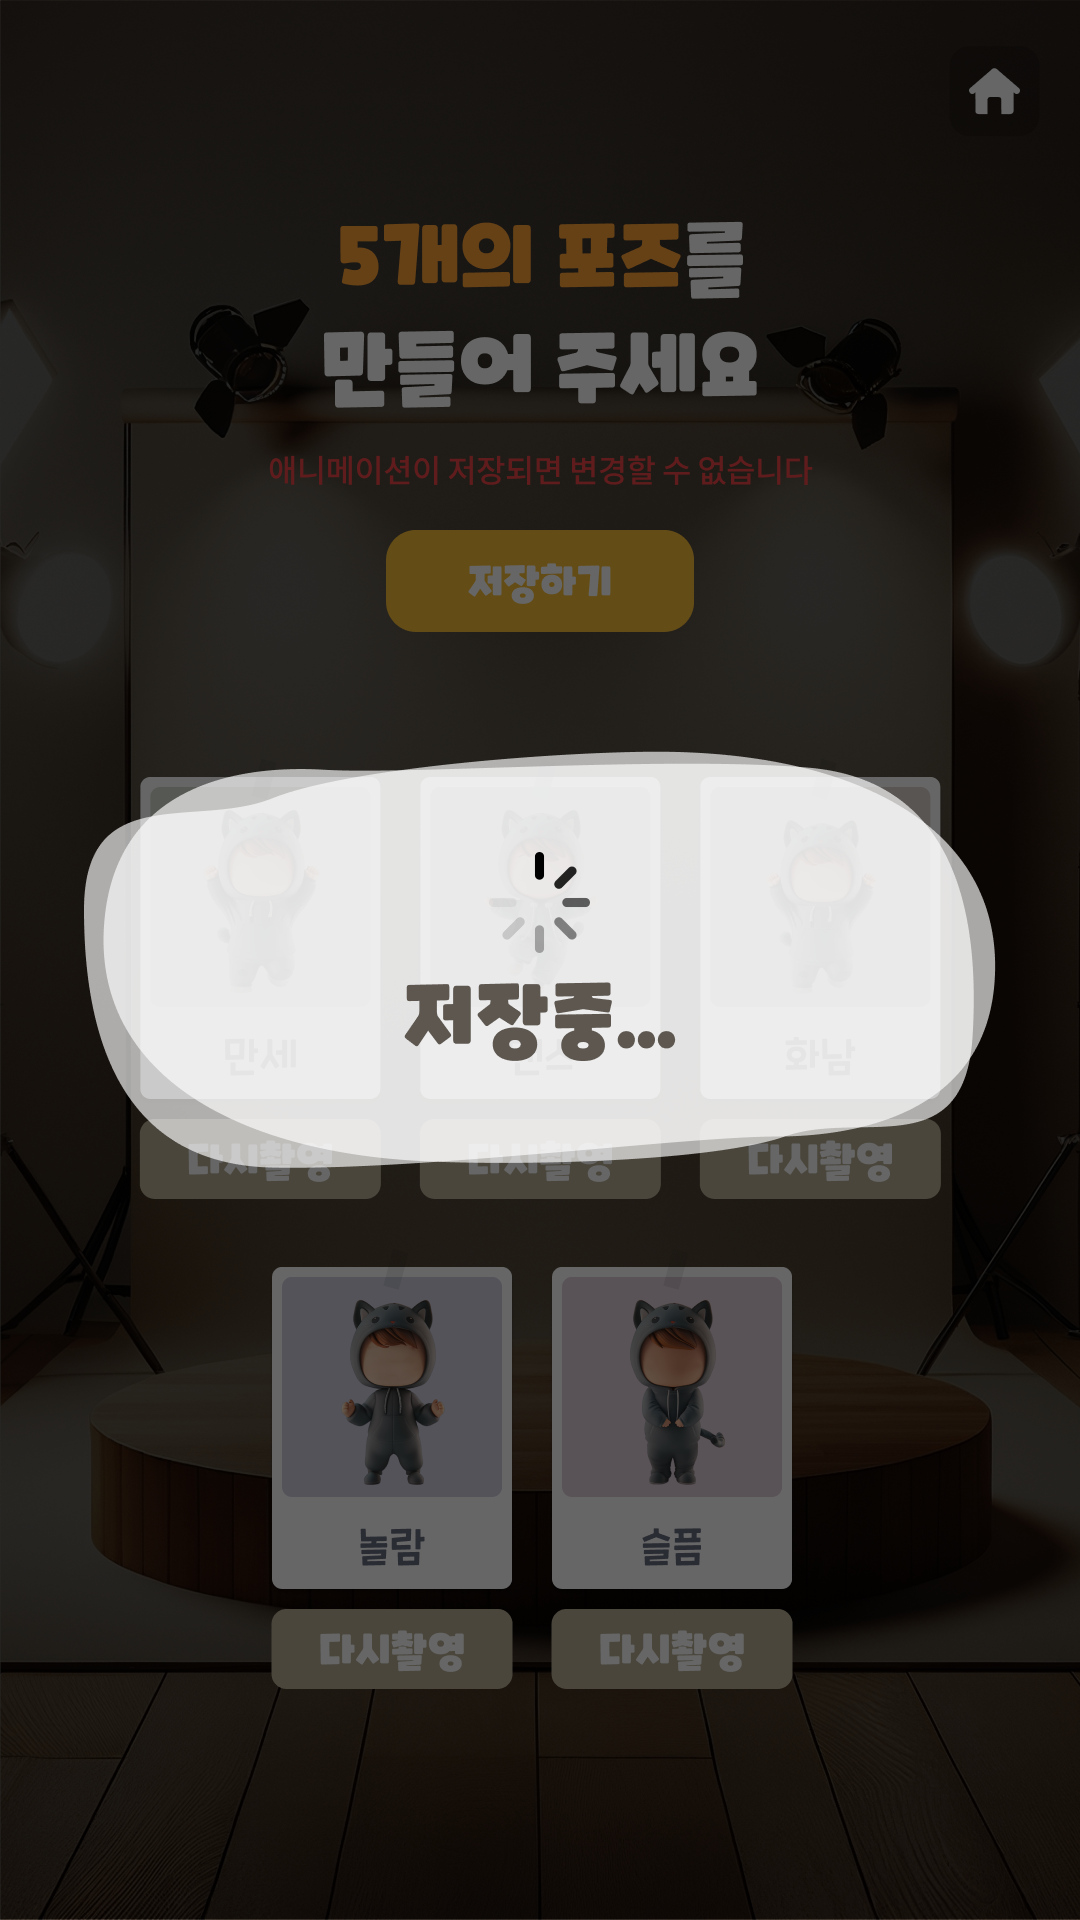 5개의 포즈를
만들어 주세요
애니메이션이 저장되면 변경할 수 없습니다
저장하기
저장중...
만세
댄스
화남
다시촬영
다시촬영
다시촬영
놀람
슬픔
다시촬영
다시촬영